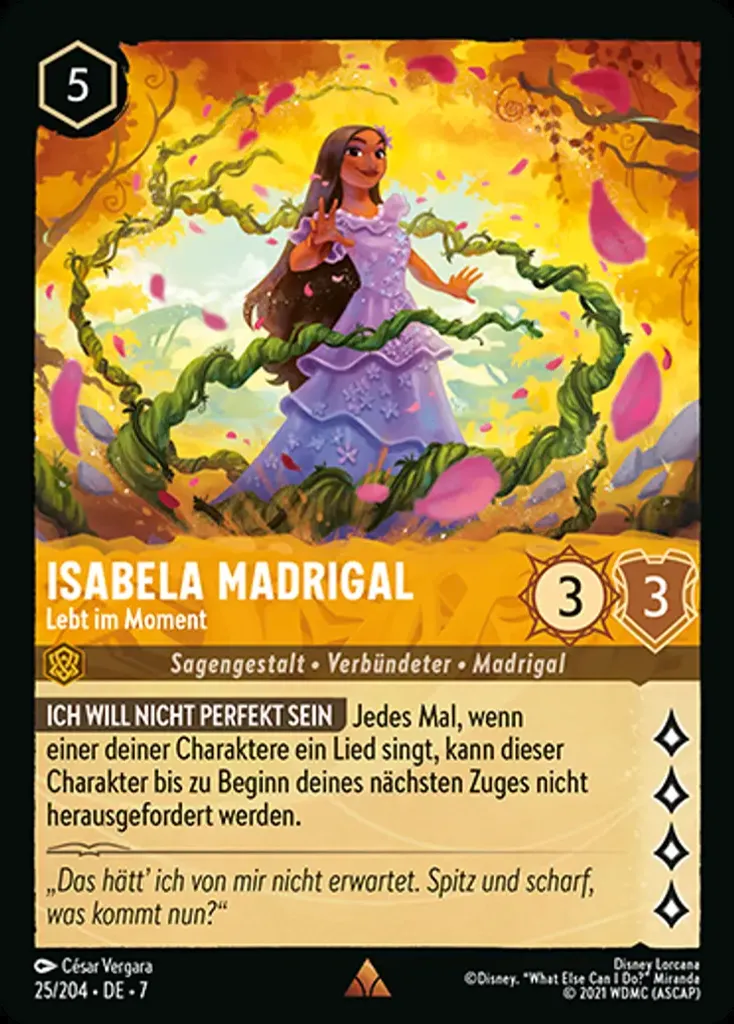 5
ISABELA MADRIGAL
Lebt im Moment
3
3
Sagengestalt • Verbündeter • Madrigal
ICH WILL NICHT PERFEKT SEIN Jedes Mal, wenn
einer deiner Charaktere ein Lied singt, kann dieser
Charakter bis zu Beginn deines nächsten Zuges nicht
herausgefordert werden.
„Das hätt’ ich von mir nicht erwartet. Spitz und scharf,
was kommt nun?“
César Vergara
25/204 • DE • 7
Disney Lorcana
©Disney. "What Else Can I Do?" Miranda
© 2021 WDMC (ASCAP)